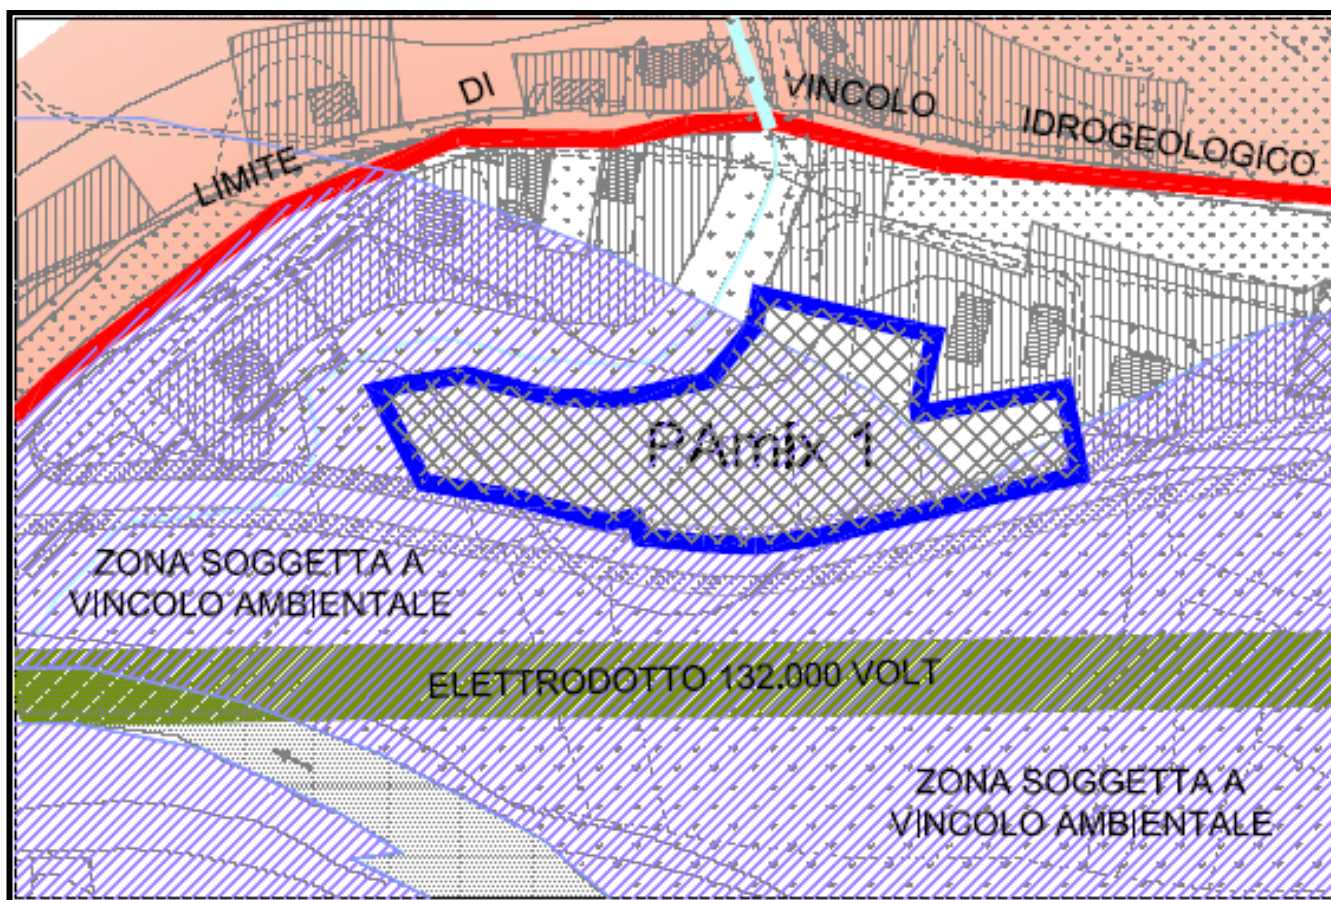 LIMITE DI VINCOLO IDROGEOLOGICO
PAmix 1
ZONA SOGGETTA A
VINCOLO AMBIENTALE
ELETTRODOTTO 132.000 VOLT
ZONA SOGGETTA A
VINCOLO AMBIENTALE